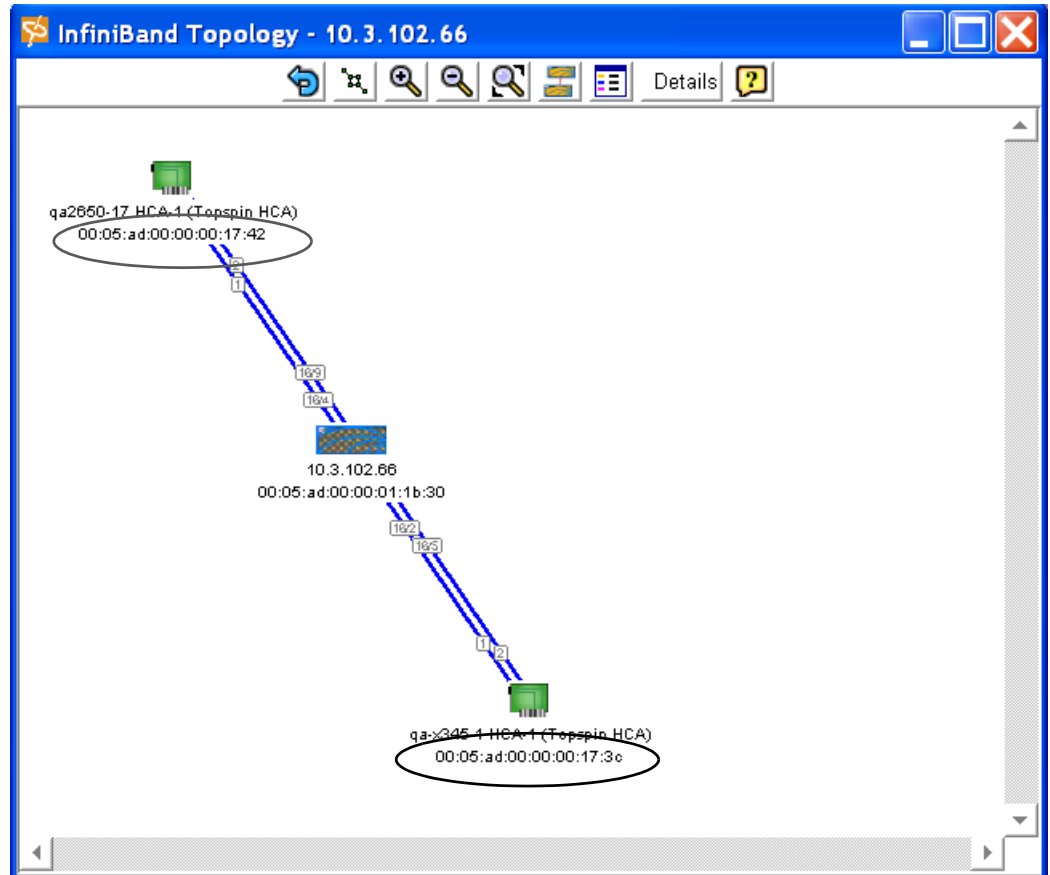 InfiniBand Topology - 10.3.102.66
Details ?
qa2650-17 HCA-1 (Topspin HCA)
00:05:ad:00:00:00:17:42
2
1
16/9
16/4
10.3.102.66
00:05:ad:00:00:01:1b:30
16/2
16/5
1
2
qa-x345-1 HCA-1 (Topspin HCA)
00:05:ad:00:00:00:17:3c